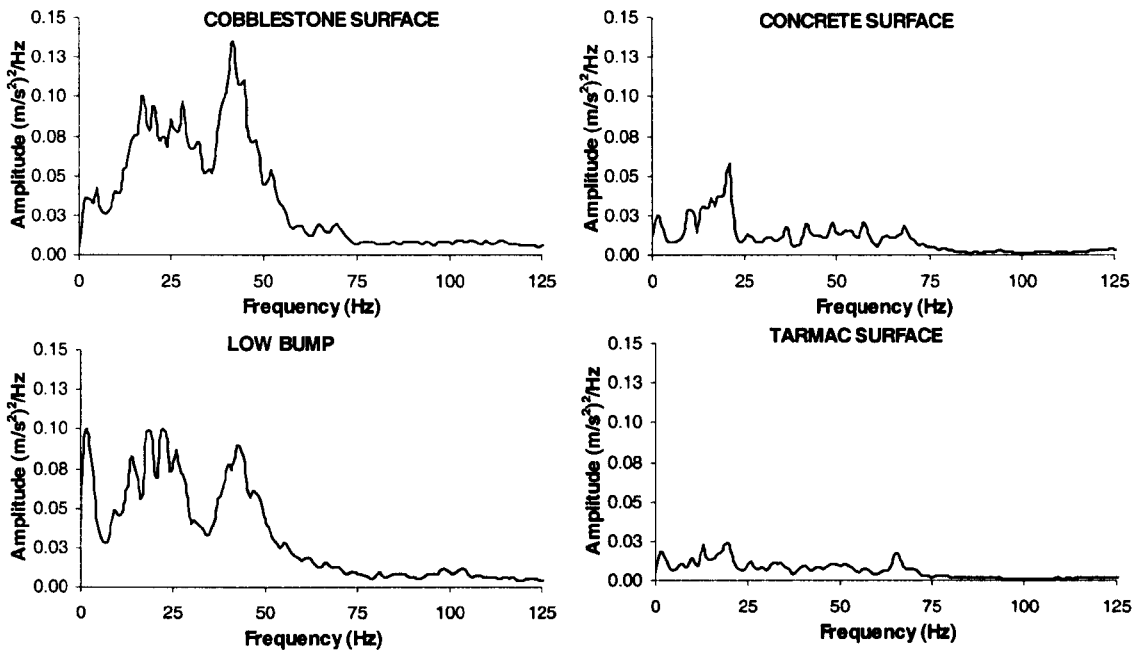 COBBLESTONE SURFACE
Amplitude (m/s²)²/Hz
0.15
0.13
0.10
0.08
0.05
0.03
0.00
0 25 50 75 100 125
Frequency (Hz)
CONCRETE SURFACE
Amplitude (m/s²)²/Hz
0.15
0.13
0.10
0.08
0.05
0.03
0.00
0 25 50 75 100 125
Frequency (Hz)
LOW BUMP
Amplitude (m/s²)²/Hz
0.15
0.13
0.10
0.08
0.05
0.03
0.00
0 25 50 75 100 125
Frequency (Hz)
TARMAC SURFACE
Amplitude (m/s²)²/Hz
0.15
0.13
0.10
0.08
0.05
0.03
0.00
0 25 50 75 100 125
Frequency (Hz)